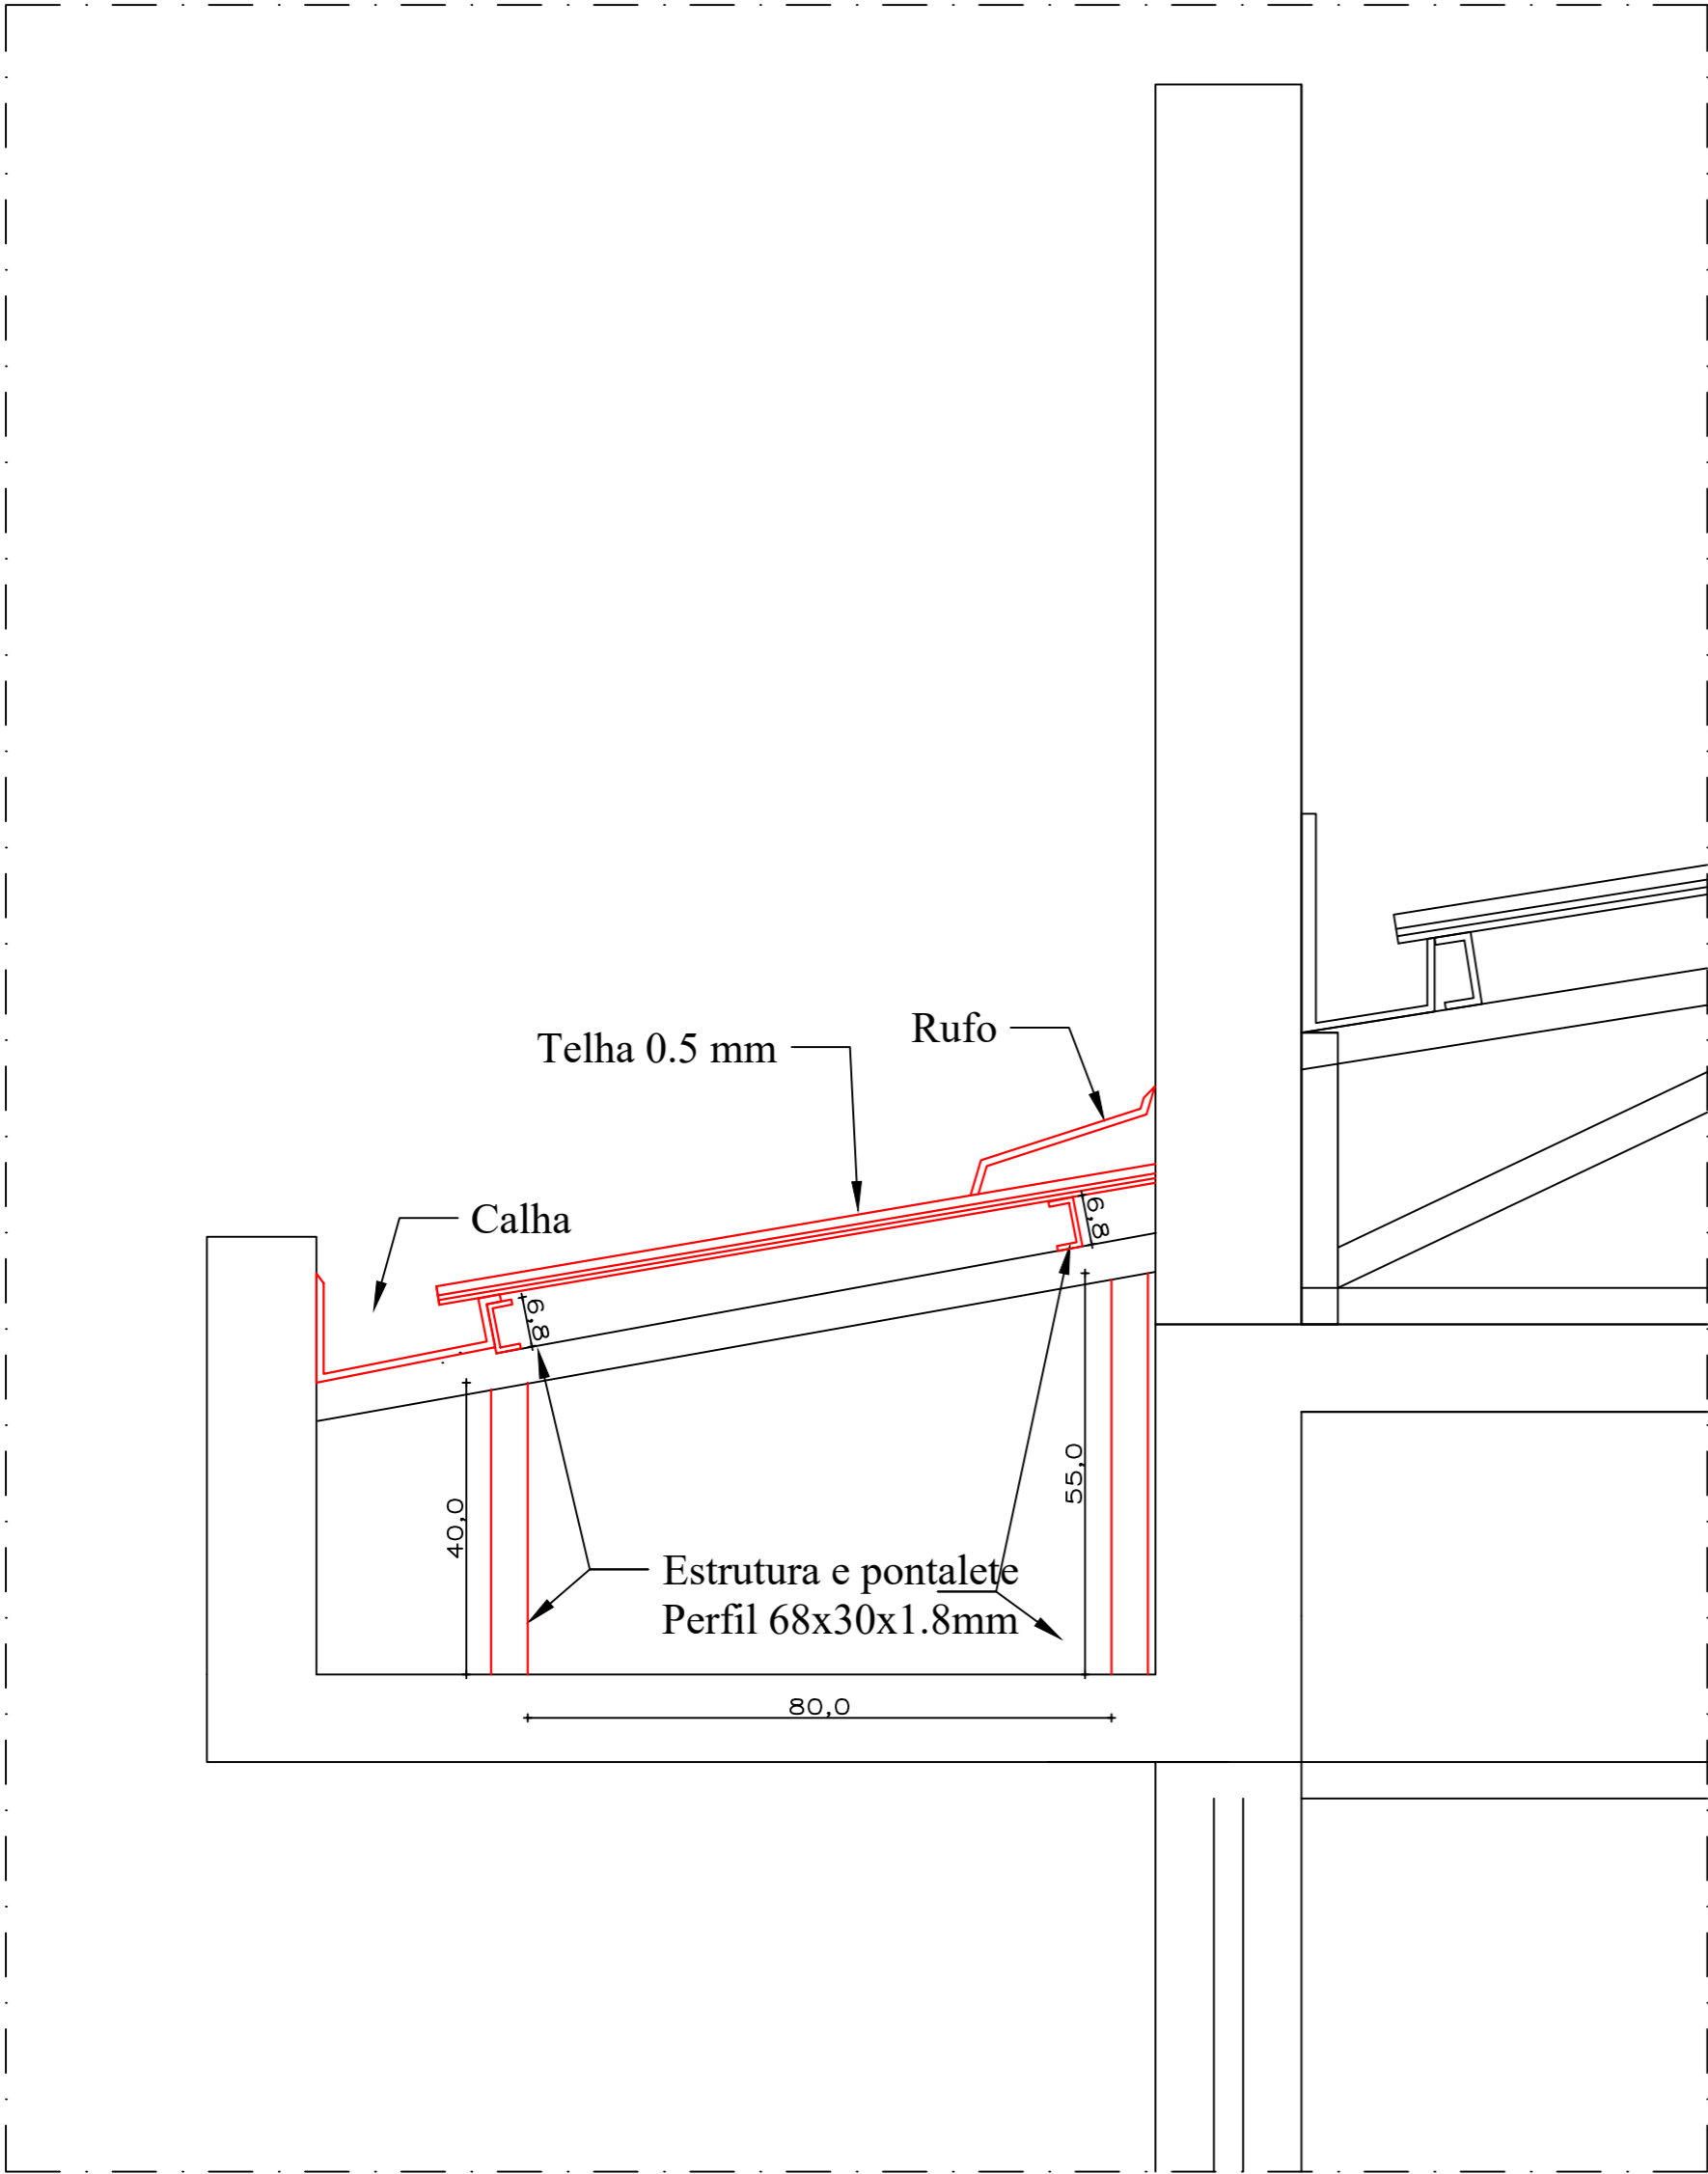 Rufo
Telha 0.5 mm
Calha
6,8
6,8
40,0
55,0
Estrutura e pontalete
Perfil 68x30x1.8mm
80,0